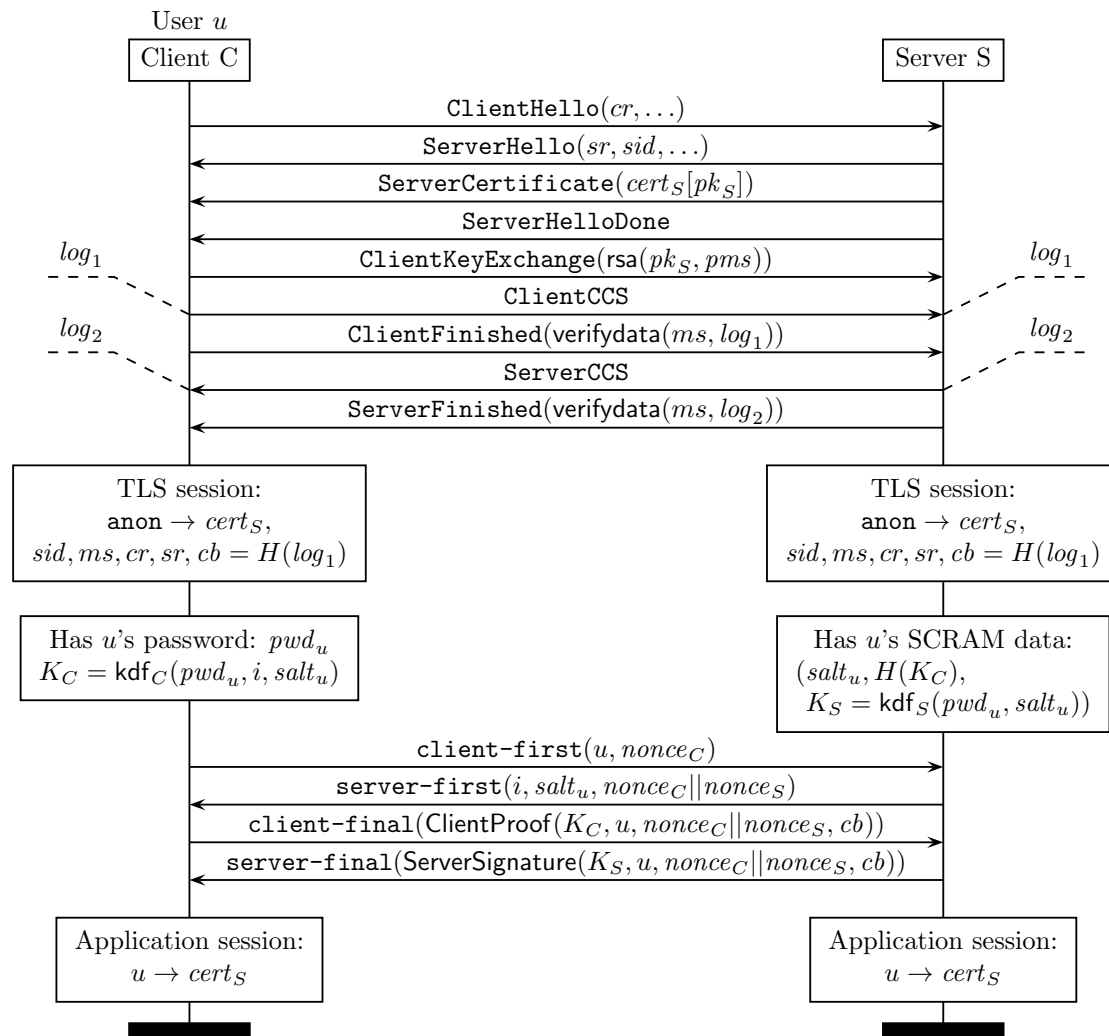 User u
Client C
Server S
ClientHello(cr, . . .)
ServerHello(sr, sid, . . .)
ServerCertificate(cert_S[pk_S])
ServerHelloDone
log_1
ClientKeyExchange(rsa(pk_S, pms))
log_1
ClientCCS
log_2
ClientFinished(verifydata(ms, log_1))
log_2
ServerCCS
ServerFinished(verifydata(ms, log_2))
TLS session:
anon → cert_S,
sid, ms, cr, sr, cb = H(log_1)
TLS session:
anon → cert_S,
sid, ms, cr, sr, cb = H(log_1)
Has u's password: pwd_u
K_C = kdf_C(pwd_u, i, salt_u)
Has u's SCRAM data:
(salt_u, H(K_C),
K_S = kdf_S(pwd_u, salt_u))
client-first(u, nonce_C)
server-first(i, salt_u, nonce_C||nonce_S)
client-final(ClientProof(K_C, u, nonce_C||nonce_S, cb))
server-final(ServerSignature(K_S, u, nonce_C||nonce_S, cb))
Application session:
u → cert_S
Application session:
u → cert_S